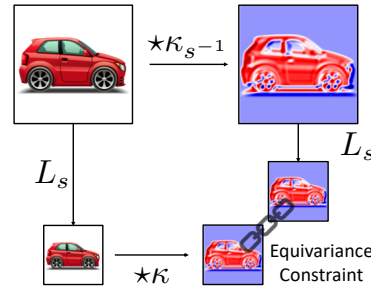 ⋆κ_{s⁻¹}
L_s
L_s
⋆κ
Equivariance
Constraint